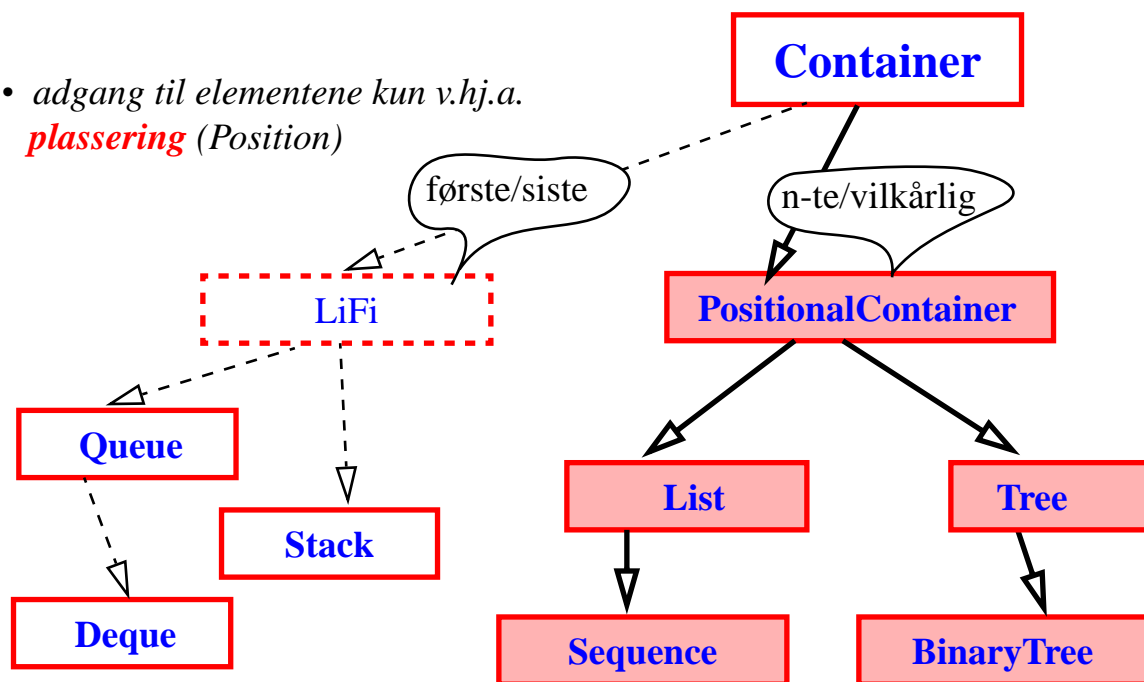 Container
• adgang til elementene kun v.hj.a.
plassering (Position)
første/siste
n-te/vilkårlig
LiFi
PositionalContainer
Queue
List
Tree
Stack
Deque
Sequence
BinaryTree